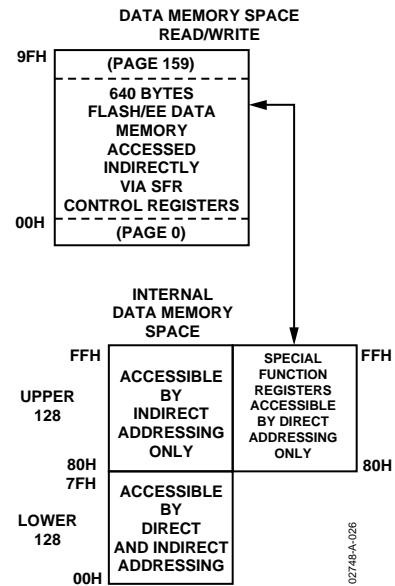 DATA MEMORY SPACE
READ/WRITE
9FH
(PAGE 159)
640 BYTES
FLASH/EE DATA
MEMORY
ACCESSED
INDIRECTLY
VIA SFR
CONTROL REGISTERS
00H
(PAGE 0)
INTERNAL
DATA MEMORY
SPACE
FFH
UPPER
128
80H
ACCESSIBLE
BY
INDIRECT
ADDRESSING
ONLY
SPECIAL
FUNCTION
REGISTERS
ACCESSIBLE
BY DIRECT
ADDRESSING
ONLY
FFH
80H
7FH
LOWER
128
00H
ACCESSIBLE
BY
DIRECT
AND INDIRECT
ADDRESSING
02748-A-026